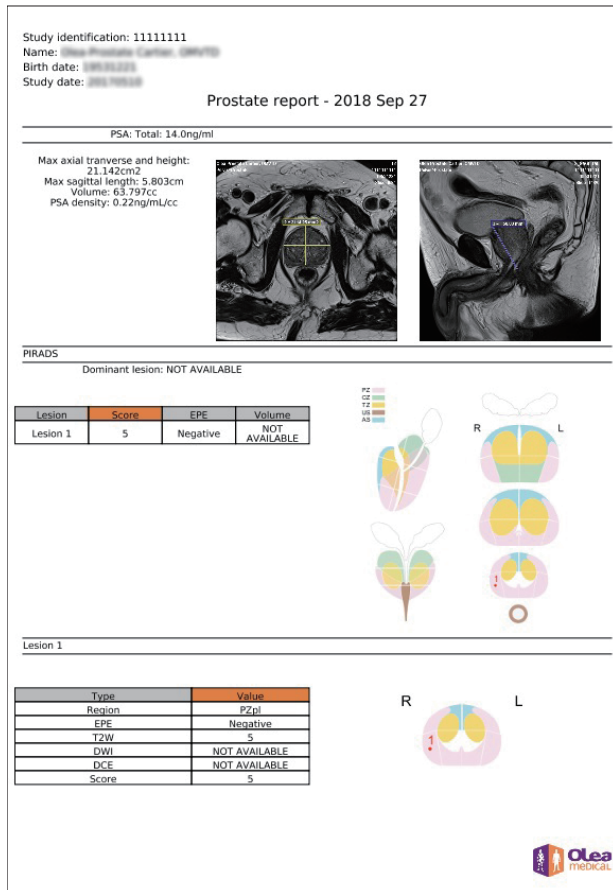 Study identification: 11111111
Name:
Birth date:
Study date:
Prostate report - 2018 Sep 27
PSA: Total: 14.0ng/ml
Max axial tranverse and height:
21.142cm2
Max sagittal length: 5.803cm
Volume: 63.797cc
PSA density: 0.22ng/mL/cc
PIRADS
Dominant lesion: NOT AVAILABLE
Lesion Score EPE Volume
Lesion 1 5 Negative NOT AVAILABLE
PZ
CZ
TZ
US
AS
R L
1
Lesion 1
Type Value
Region PZpl
EPE Negative
T2W 5
DWI NOT AVAILABLE
DCE NOT AVAILABLE
Score 5
R L
1
Olea
MEDICAL